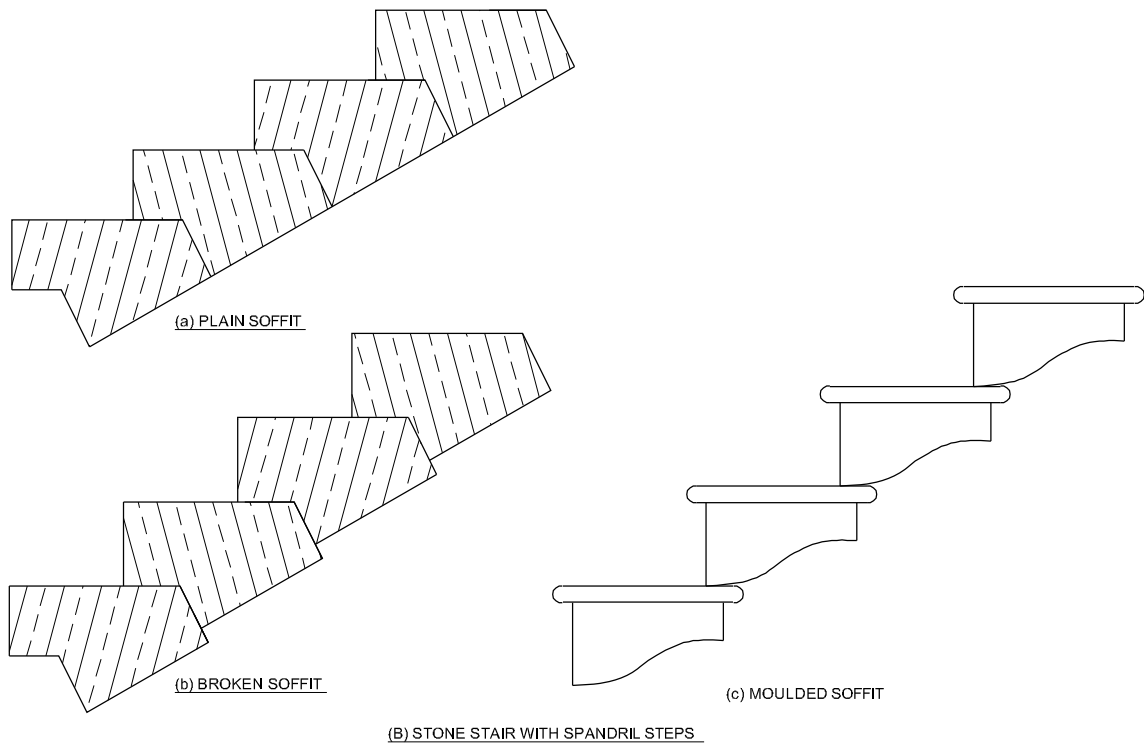 (a) PLAIN SOFFIT
(b) BROKEN SOFFIT
(c) MOULDED SOFFIT
(B) STONE STAIR WITH SPANDRIL STEPS